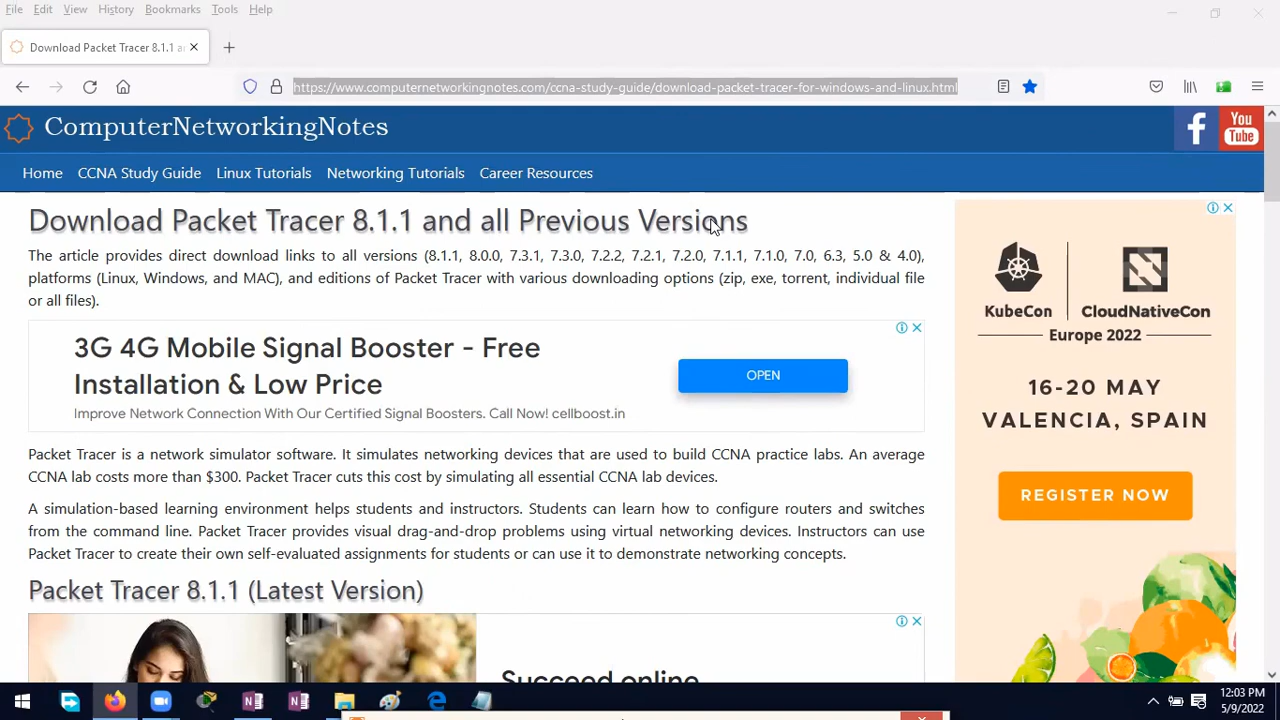 File Edit View History Bookmarks Tools Help
Download Packet Tracer 8.1.1 a
https://www.computernetworkingnotes.com/ccna-study-guide/download-packet-tracer-for-windows-and-linux.html
ComputerNetworkingNotes
You
Tube
Home CCNA Study Guide Linux Tutorials Networking Tutorials Career Resources
Download Packet Tracer 8.1.1 and all Previous Versions
The article provides direct download links to all versions (8.1.1, 8.0.0, 7.3.1, 7.3.0, 7.2.2, 7.2.1, 7.2.0, 7.1.1, 7.1.0, 7.0, 6.3, 5.0 & 4.0),
platforms (Linux, Windows, and MAC), and editions of Packet Tracer with various downloading options (zip, exe, torrent, individual file
or all files).
3G 4G Mobile Signal Booster - Free
Installation & Low Price
Improve Network Connection With Our Certified Signal Boosters. Call Now! cellboost.in
OPEN
Packet Tracer is a network simulator software. It simulates networking devices that are used to build CCNA practice labs. An average
CCNA lab costs more than $300. Packet Tracer cuts this cost by simulating all essential CCNA lab devices.
A simulation-based learning environment helps students and instructors. Students can learn how to configure routers and switches
from the command line. Packet Tracer provides visual drag-and-drop problems using virtual networking devices. Instructors can use
Packet Tracer to create their own self-evaluated assignments for students or can use it to demonstrate networking concepts.
Packet Tracer 8.1.1 (Latest Version)
Succeed online
KubeCon CloudNativeCon
Europe 2022
16-20 MAY
VALENCIA, SPAIN
REGISTER NOW
12:03 PM
5/9/2022